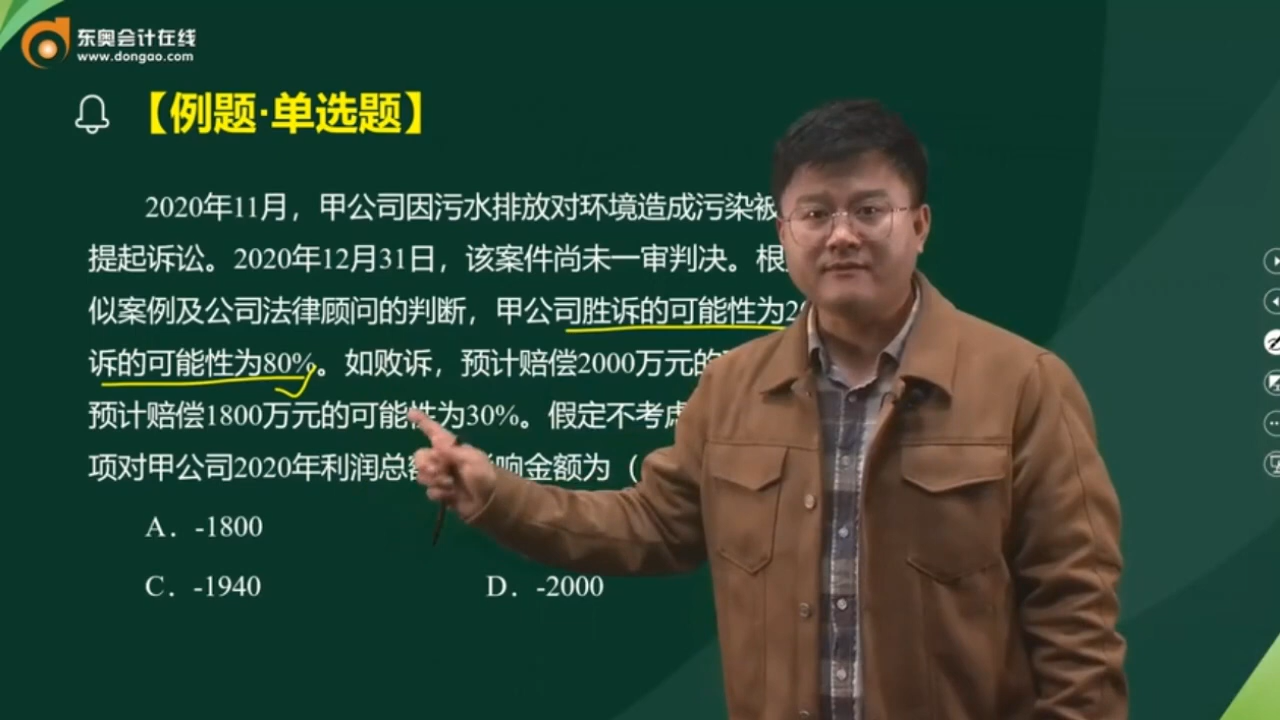 东奥会计在线
www.dongao.com
【例题·单选题】
2020年11月，甲公司因污水排放对环境造成污染被
提起诉讼。2020年12月31日，该案件尚未一审判决。根
似案例及公司法律顾问的判断，甲公司胜诉的可能性为2
诉的可能性为80%。如败诉，预计赔偿2000万元的
预计赔偿1800万元的可能性为30%。假定不考虑
项对甲公司2020年利润总 响金额为（
A．-1800
C．-1940 D．-2000